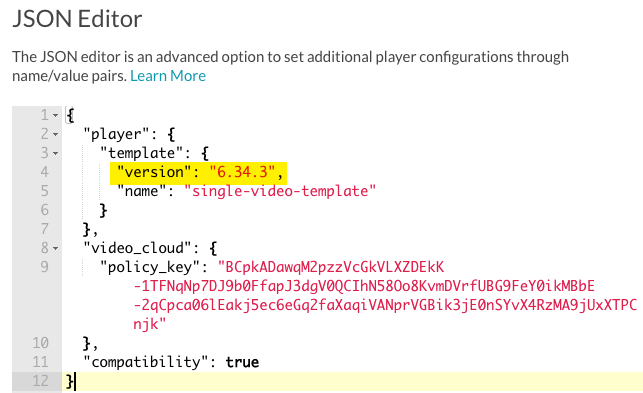 JSON Editor
The JSON editor is an advanced option to set additional player configurations through
name/value pairs. Learn More
1 {
2 "player": {
3 "template": {
4 "version": "6.34.3",
5 "name": "single-video-template"
6 }
7 },
8 "video_cloud": {
9 "policy_key": "BCpkADawqM2pzzVcGkVLXZDEkK
-1TFNqNp7DJ9b0FfapJ3dgV0QCIhN58Oo8KvmDVrfUBG9FeY0ikMBbE
-2qCpca06lEakj5ec6eGq2faXaqiVANprVGBik3jE0nSYvX4RzMA9jUxXTPC
njk"
10 },
11 "compatibility": true
12 }